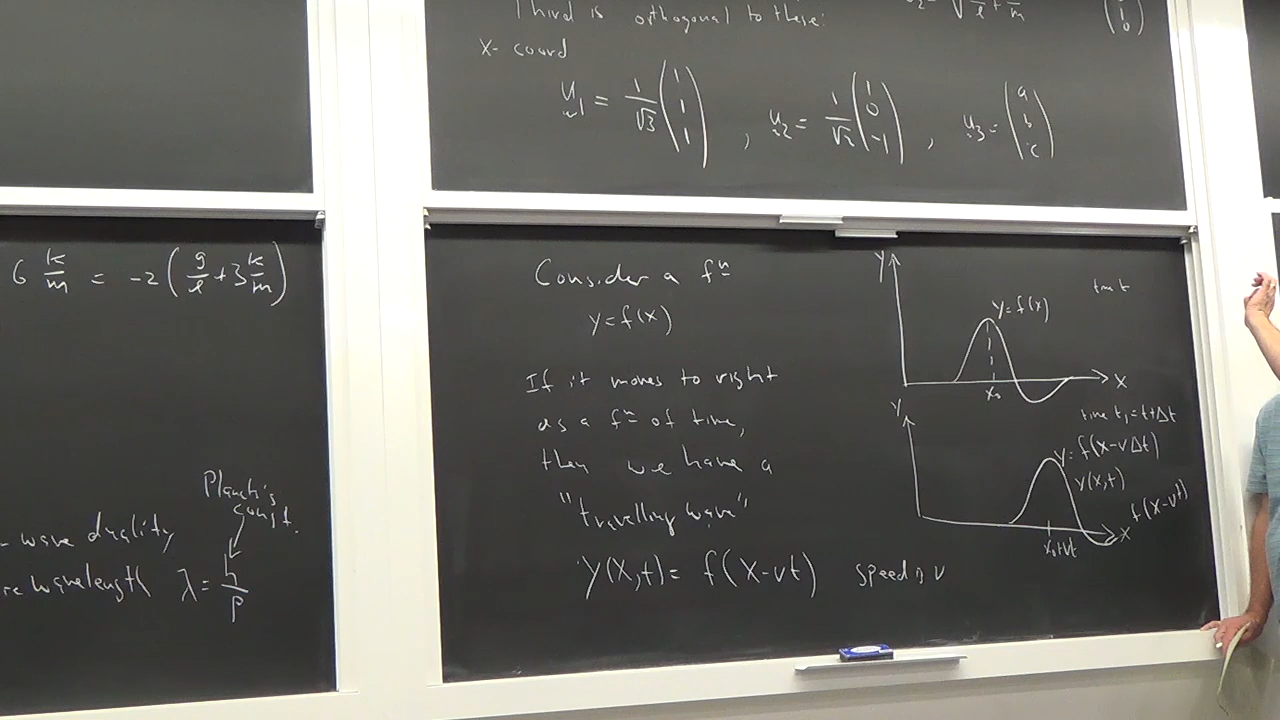 Third is orthogonal to these:
x-coord
u1 = 1/√3 (1 1 1), u2 = 1/√2 (1 0 -1), u3 = (a b c)
6 k/m = -2 (g/l + 3 k/m)
Planck's
const.
wave duality
wavelength λ = h/p
Consider a fn
y=f(x)
If it moves to right
as a fn of time,
then we have a
"travelling wave"
y(x,t) = f(x-vt) speed is v
y
time t
y=f(x)
x
x0
y
time t1 = t+Δt
y=f(x-vΔt)
y(x,t)
f(x-vt)
x
x0+vt